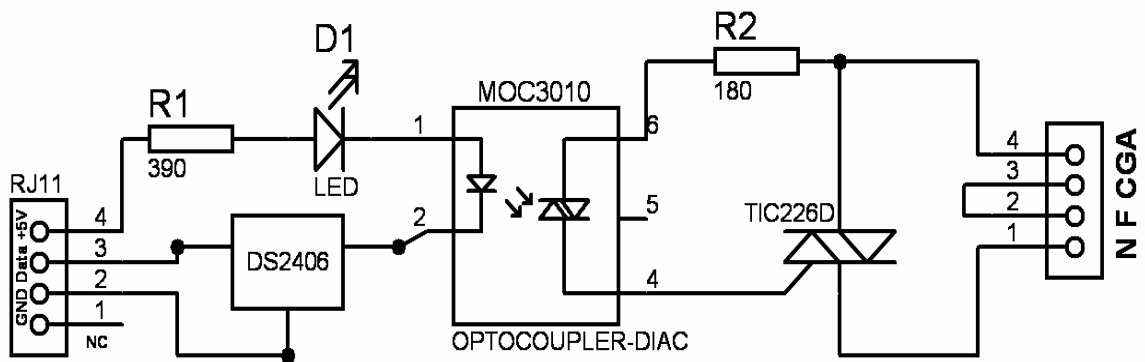 R2
180
D1
MOC3010
R1
390
LED
1
2
6
5
4
RJ11
4
3
2
1
NC
GND Data +5V
DS2406
OPTOCOUPLER-DIAC
TIC226D
4
3
2
1
N F CGA